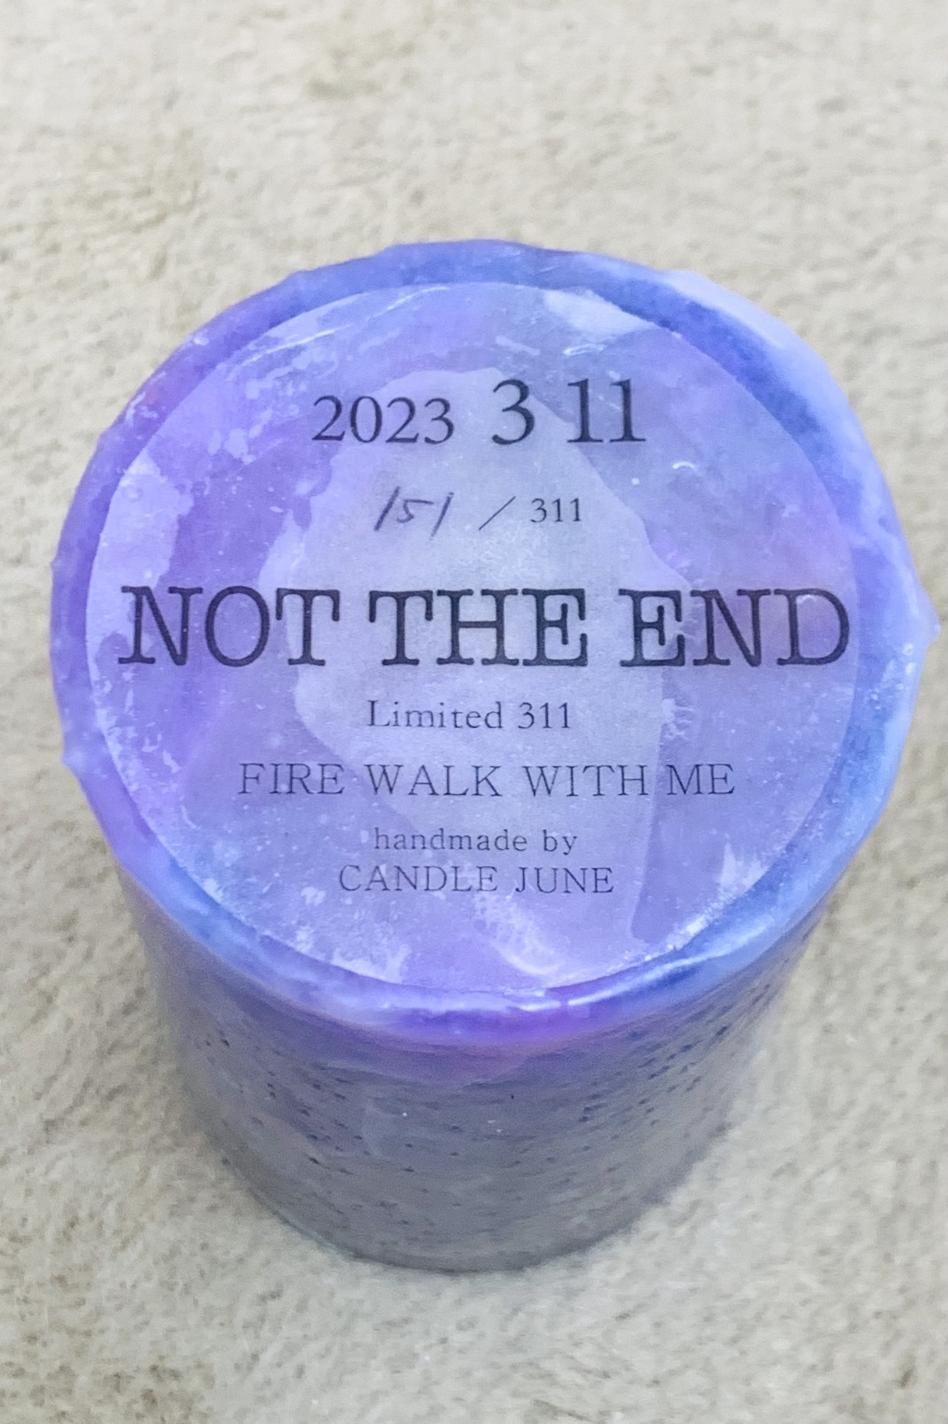 2023 3 11
151 / 311
NOT THE END
Limited 311
FIRE WALK WITH ME
handmade by
CANDLE JUNE